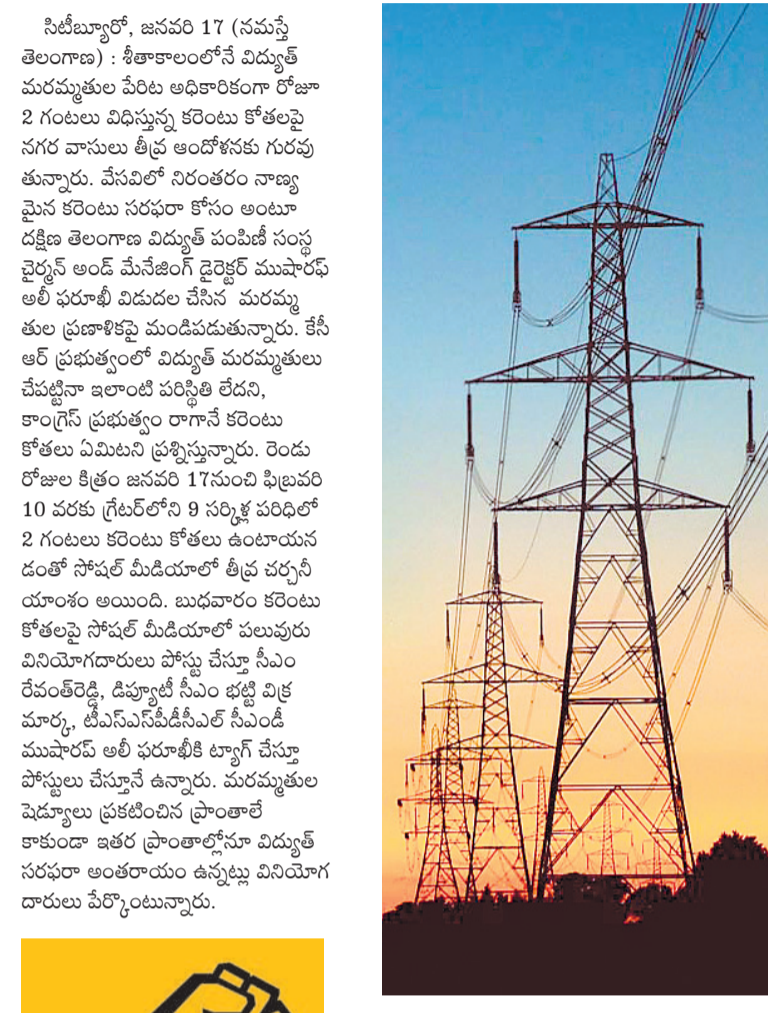 సిటీబ్యూరో, జనవరి 17 (నమస్తే
తెలంగాణ) : శీతాకాలంలోనే విద్యుత్
మరమ్మతుల పేరిట అధికారికంగా రోజూ
2 గంటలు విధిస్తున్న కరెంటు కోతలపై
నగర వాసులు తీవ్ర ఆందోళనకు గురవు
తున్నారు. వేసవిలో నిరంతరం నాణ్య
మైన కరెంటు సరఫరా కోసం అంటూ
దక్షిణ తెలంగాణ విద్యుత్ పంపిణీ సంస్థ
చైర్మన్ అండ్ మేనేజింగ్ డైరెక్టర్ ముషారఫ్
అలీ ఫరూఖీ విడుదల చేసిన మరమ్మ
తుల ప్రణాళికపై మండిపడుతున్నారు. కేసీ
ఆర్ ప్రభుత్వంలో విద్యుత్ మరమ్మతులు
చేపట్టినా ఇలాంటి పరిస్థితి లేదని,
కాంగ్రెస్ ప్రభుత్వం రాగానే కరెంటు
కోతలు ఏమిటని ప్రశ్నిస్తున్నారు. రెండు
రోజుల కిత్రం జనవరి 17నుంచి ఫిబ్రవరి
10 వరకు గ్రేటర్‌లోని 9 సర్కిళ్ల పరిధిలో
2 గంటలు కరెంటు కోతలు ఉంటాయన
డంతో సోషల్ మీడియాలో తీవ్ర చర్చనీ
యాంశం అయింది. బుధవారం కరెంటు
కోతలపై సోషల్ మీడియాలో పలువురు
వినియోగదారులు పోస్టు చేస్తూ సీఎం
రేవంత్‌రెడ్డి, డిప్యూటీ సీఎం భట్టి విక్ర
మార్క, టీఎస్‌ఎస్‌పీడీసీఎల్ సీఎండీ
ముషారప్ అలీ ఫరూఖీకి ట్యాగ్ చేస్తూ
పోస్టులు చేస్తూనే ఉన్నారు. మరమ్మతుల
షెడ్యూలు ప్రకటించిన ప్రాంతాలే
కాకుండా ఇతర ప్రాంతాల్లోనూ విద్యుత్
సరఫరా అంతరాయం ఉన్నట్లు వినియోగ
దారులు పేర్కొంటున్నారు.